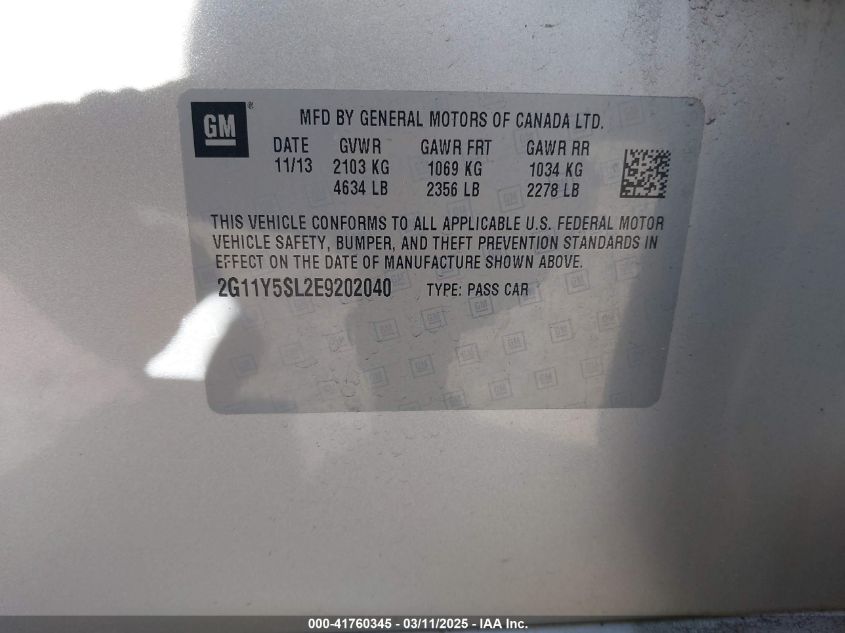 GM®
MFD BY GENERAL MOTORS OF CANADA LTD.
DATE GVWR GAWR FRT GAWR RR
11/13 2103 KG 1069 KG 1034 KG
4634 LB 2356 LB 2278 LB
THIS VEHICLE CONFORMS TO ALL APPLICABLE U.S. FEDERAL MOTOR
VEHICLE SAFETY, BUMPER, AND THEFT PREVENTION STANDARDS IN
EFFECT ON THE DATE OF MANUFACTURE SHOWN ABOVE.
2G11Y5SL2E9202040 TYPE: PASS CAR
000-41760345 - 03/11/2025 - IAA Inc.